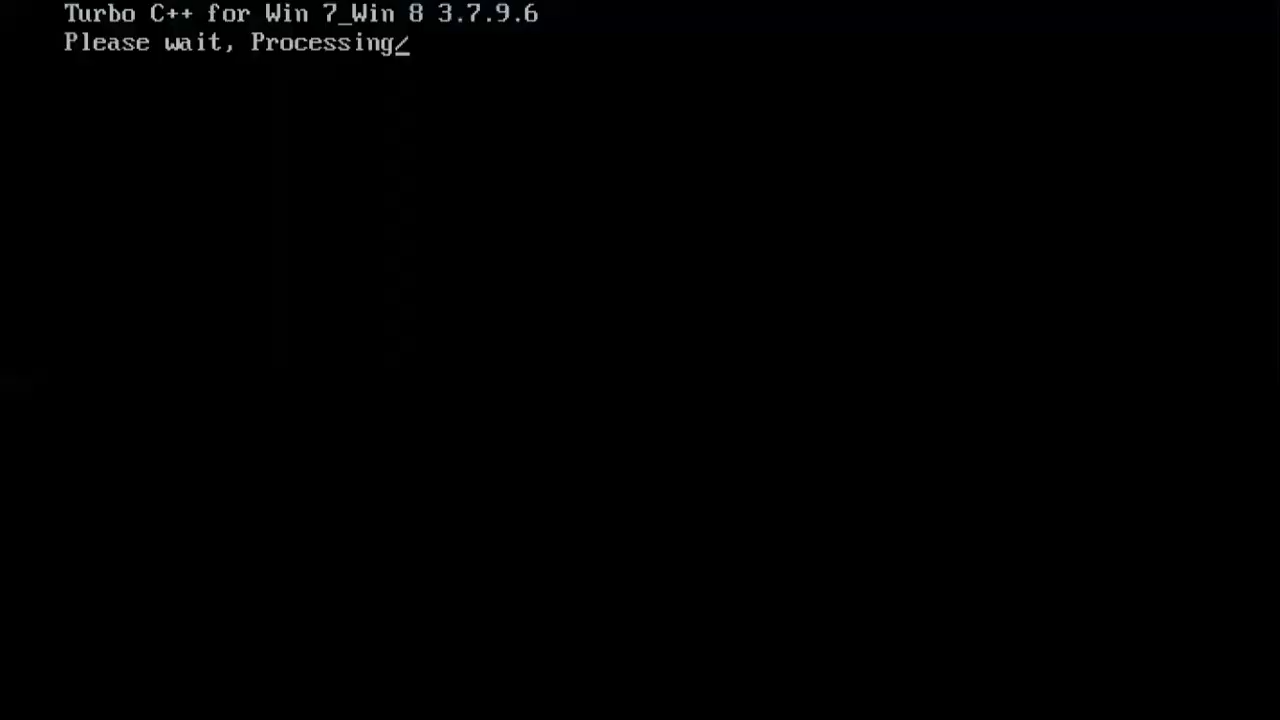 Turbo C++ for Win 7_Win 8 3.7.9.6
Please wait, Processing/